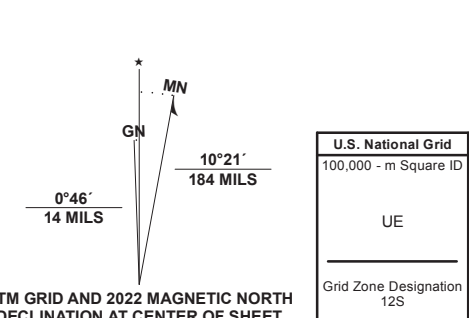 ★
MN
GN
10°21´
184 MILS
0°46´
14 MILS
TM GRID AND 2022 MAGNETIC NORTH
DECLINATION AT CENTER OF SHEET
U.S. National Grid
100,000 - m Square ID
UE
Grid Zone Designation
12S